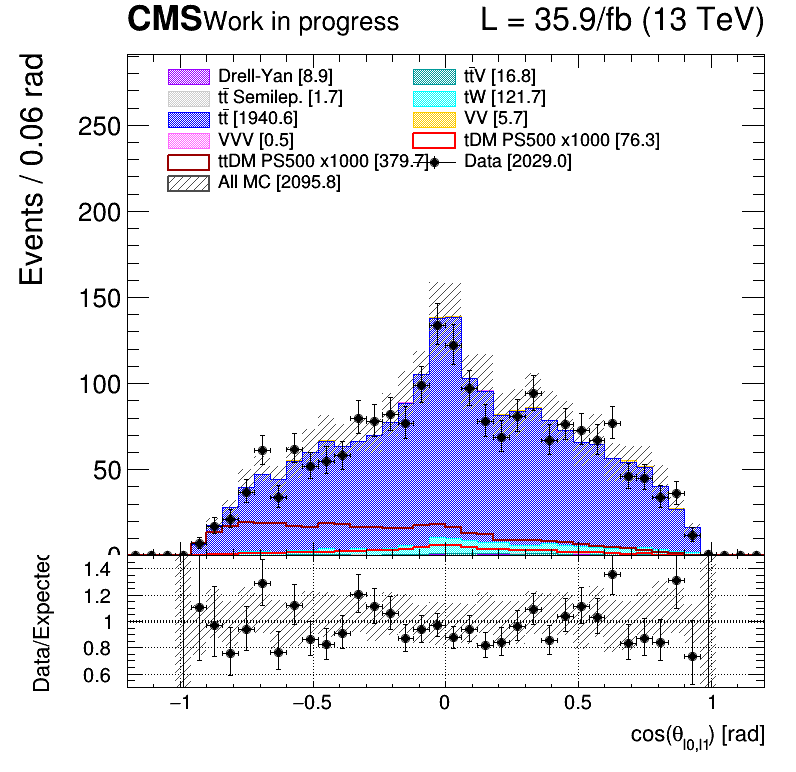 CMS Work in progress L = 35.9/fb (13 TeV)
Events / 0.06 rad
Drell-Yan [8.9] tt̄V [16.8]
tt̄ Semilep. [1.7] tW [121.7]
tt̄ [1940.6] VV [5.7]
VVV [0.5] tDM PS500 x1000 [76.3]
ttDM PS500 x1000 [379.7] Data [2029.0]
All MC [2095.8]
250
200
150
100
50
0
Data/Expected
1.4
1.2
1
0.8
0.6
−1 −0.5 0 0.5 1
cos(θ_l0,l1) [rad]